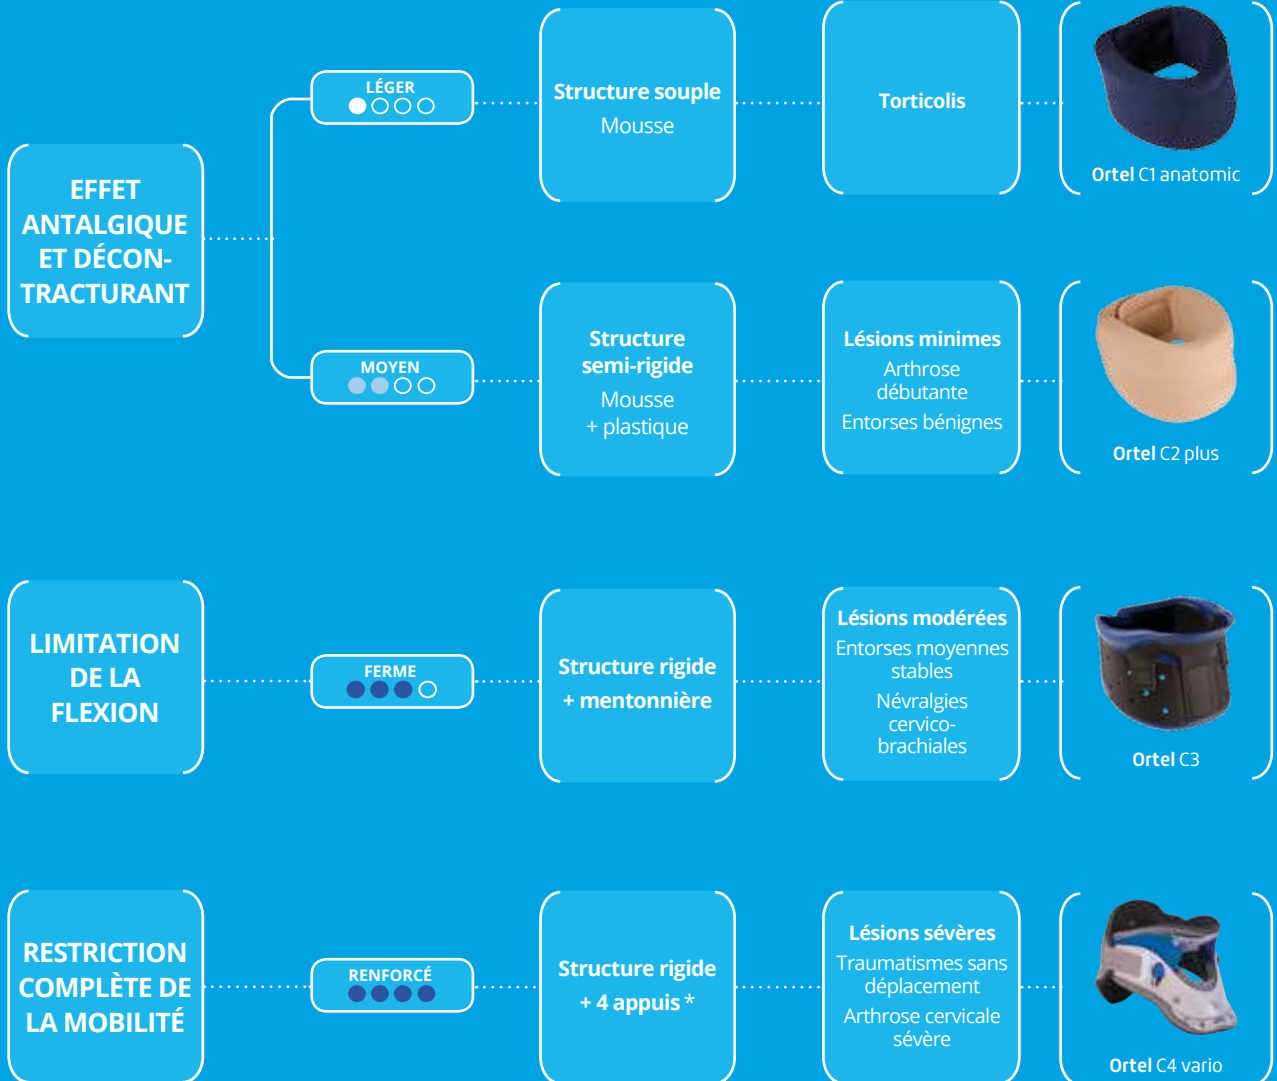 EFFET
ANTALGIQUE
ET DÉCON-
TRACTURANT
LÉGER
Structure souple
Mousse
Torticolis
Ortel C1 anatomic
MOYEN
Structure
semi-rigide
Mousse
+ plastique
Lésions minimes
Arthrose
débutante
Entorses bénignes
Ortel C2 plus
LIMITATION
DE LA
FLEXION
FERME
Structure rigide
+ mentonnière
Lésions modérées
Entorses moyennes
stables
Névralgies
cervico-
brachiales
Ortel C3
RESTRICTION
COMPLÈTE DE
LA MOBILITÉ
RENFORCÉ
Structure rigide
+ 4 appuis *
Lésions sévères
Traumatismes sans
déplacement
Arthrose cervicale
sévère
Ortel C4 vario